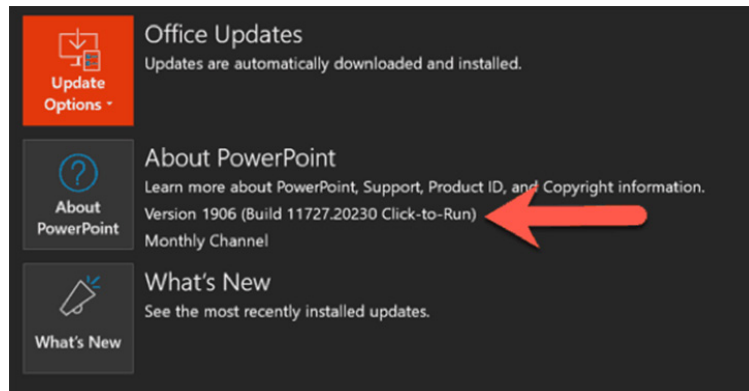 Update
Options
Office Updates
Updates are automatically downloaded and installed.
About
PowerPoint
About PowerPoint
Learn more about PowerPoint, Support, Product ID, and Copyright information.
Version 1906 (Build 11727.20230 Click-to-Run)
Monthly Channel
What's New
What's New
See the most recently installed updates.